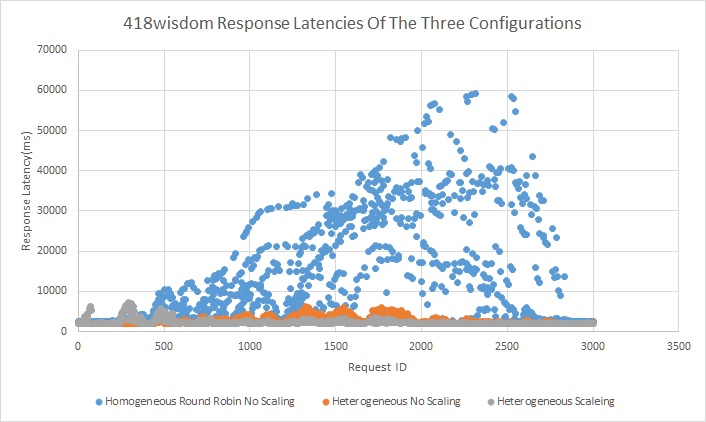 418wisdom Response Latencies Of The Three Configurations
70000
60000
50000
40000
30000
20000
10000
0
Response Latency(ms)
0 500 1000 1500 2000 2500 3000 3500
Request ID
Homogeneous Round Robin No Scaling Heterogeneous No Scaling Heterogeneous Scaleing